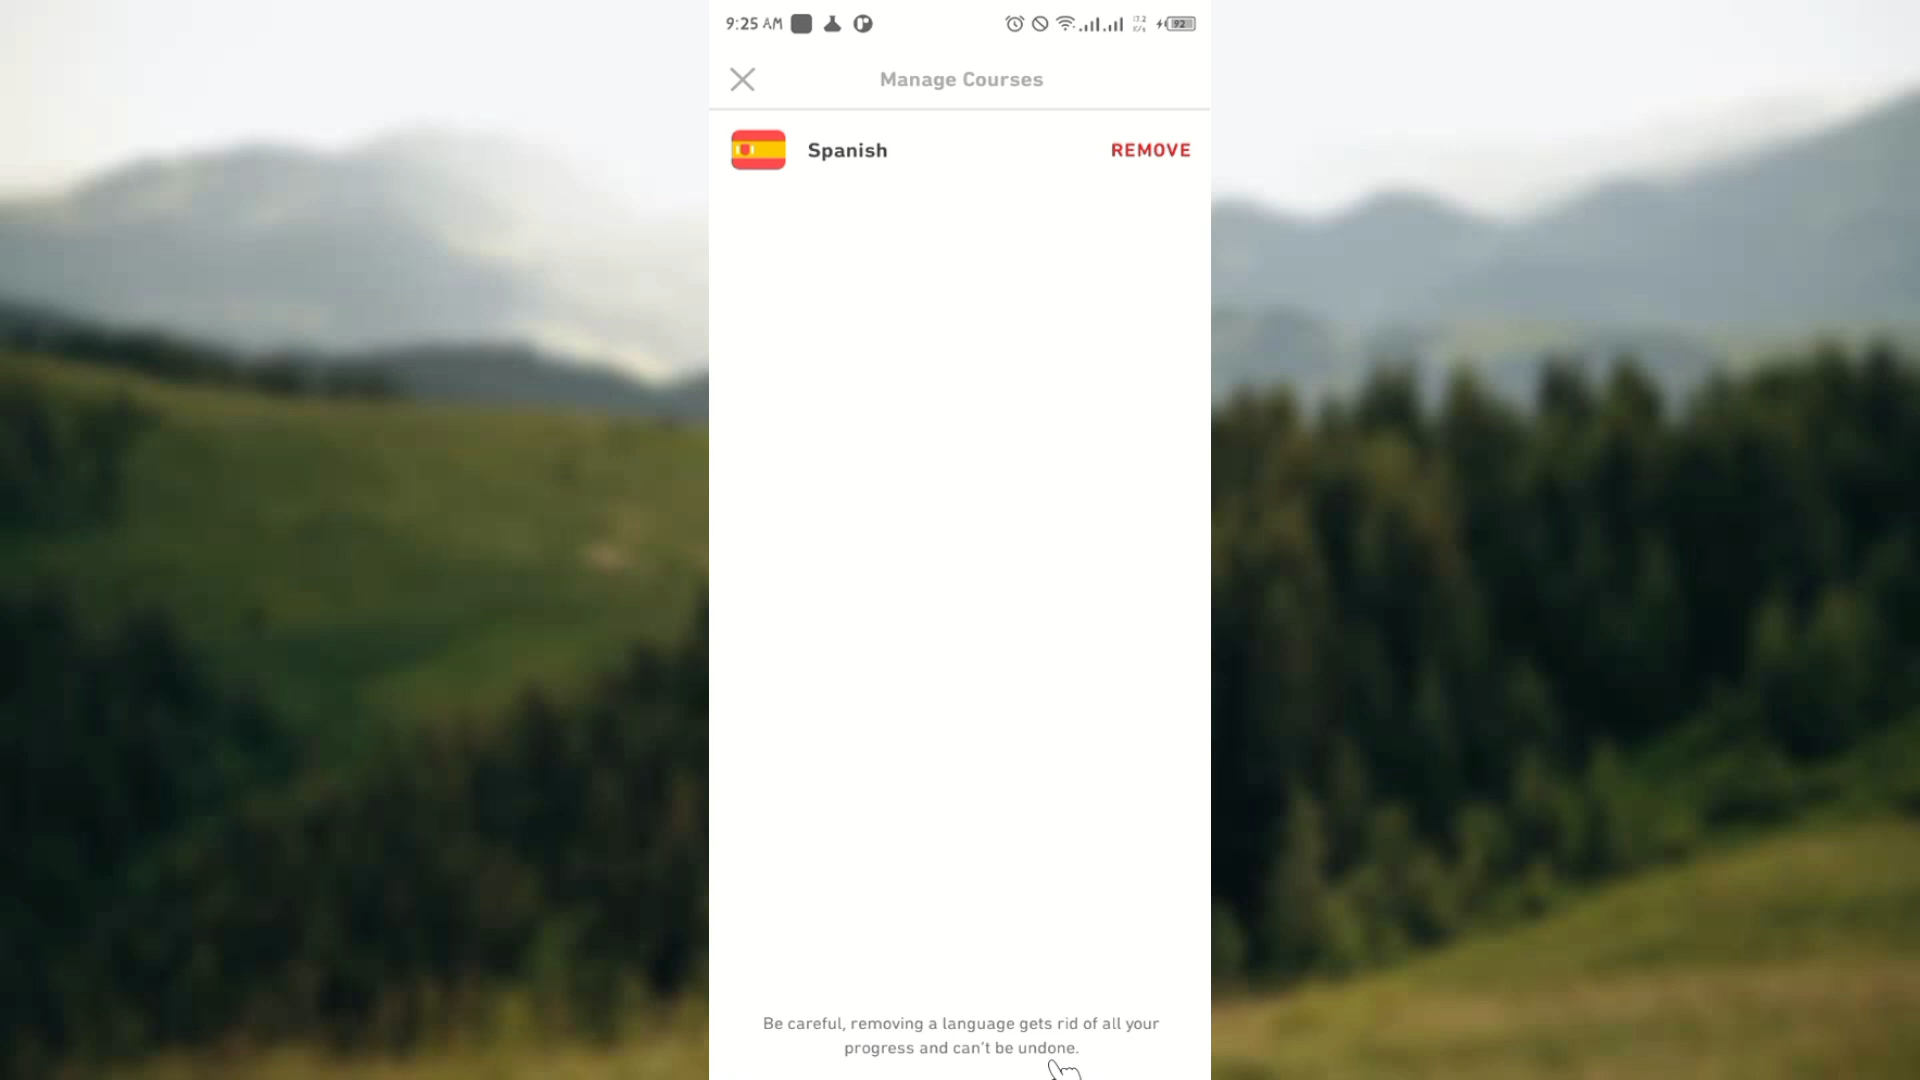 9:25 AM
92
Manage Courses
Spanish
REMOVE
Be careful, removing a language gets rid of all your
progress and can't be undone.